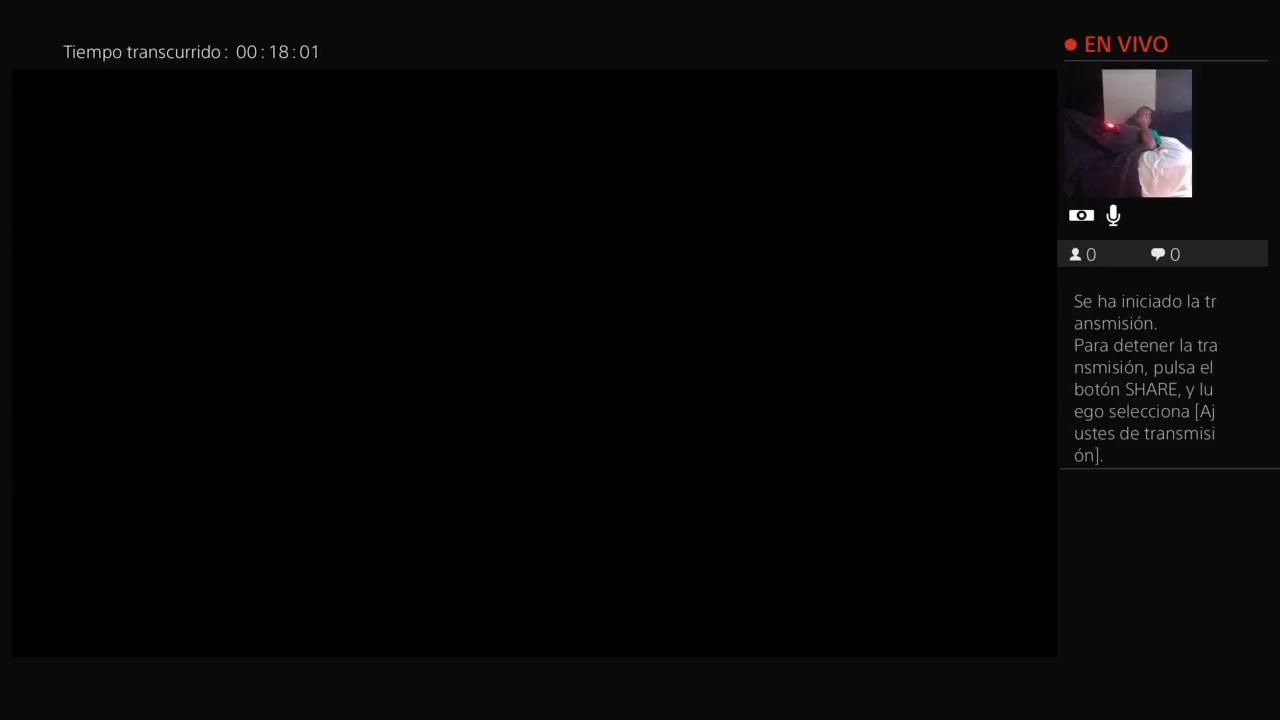 Tiempo transcurrido : 00 : 18 : 01
EN VIVO
0 0
Se ha iniciado la tr
ansmisión.
Para detener la tra
nsmisión, pulsa el
botón SHARE, y lu
ego selecciona [Aj
ustes de transmisi
ón].